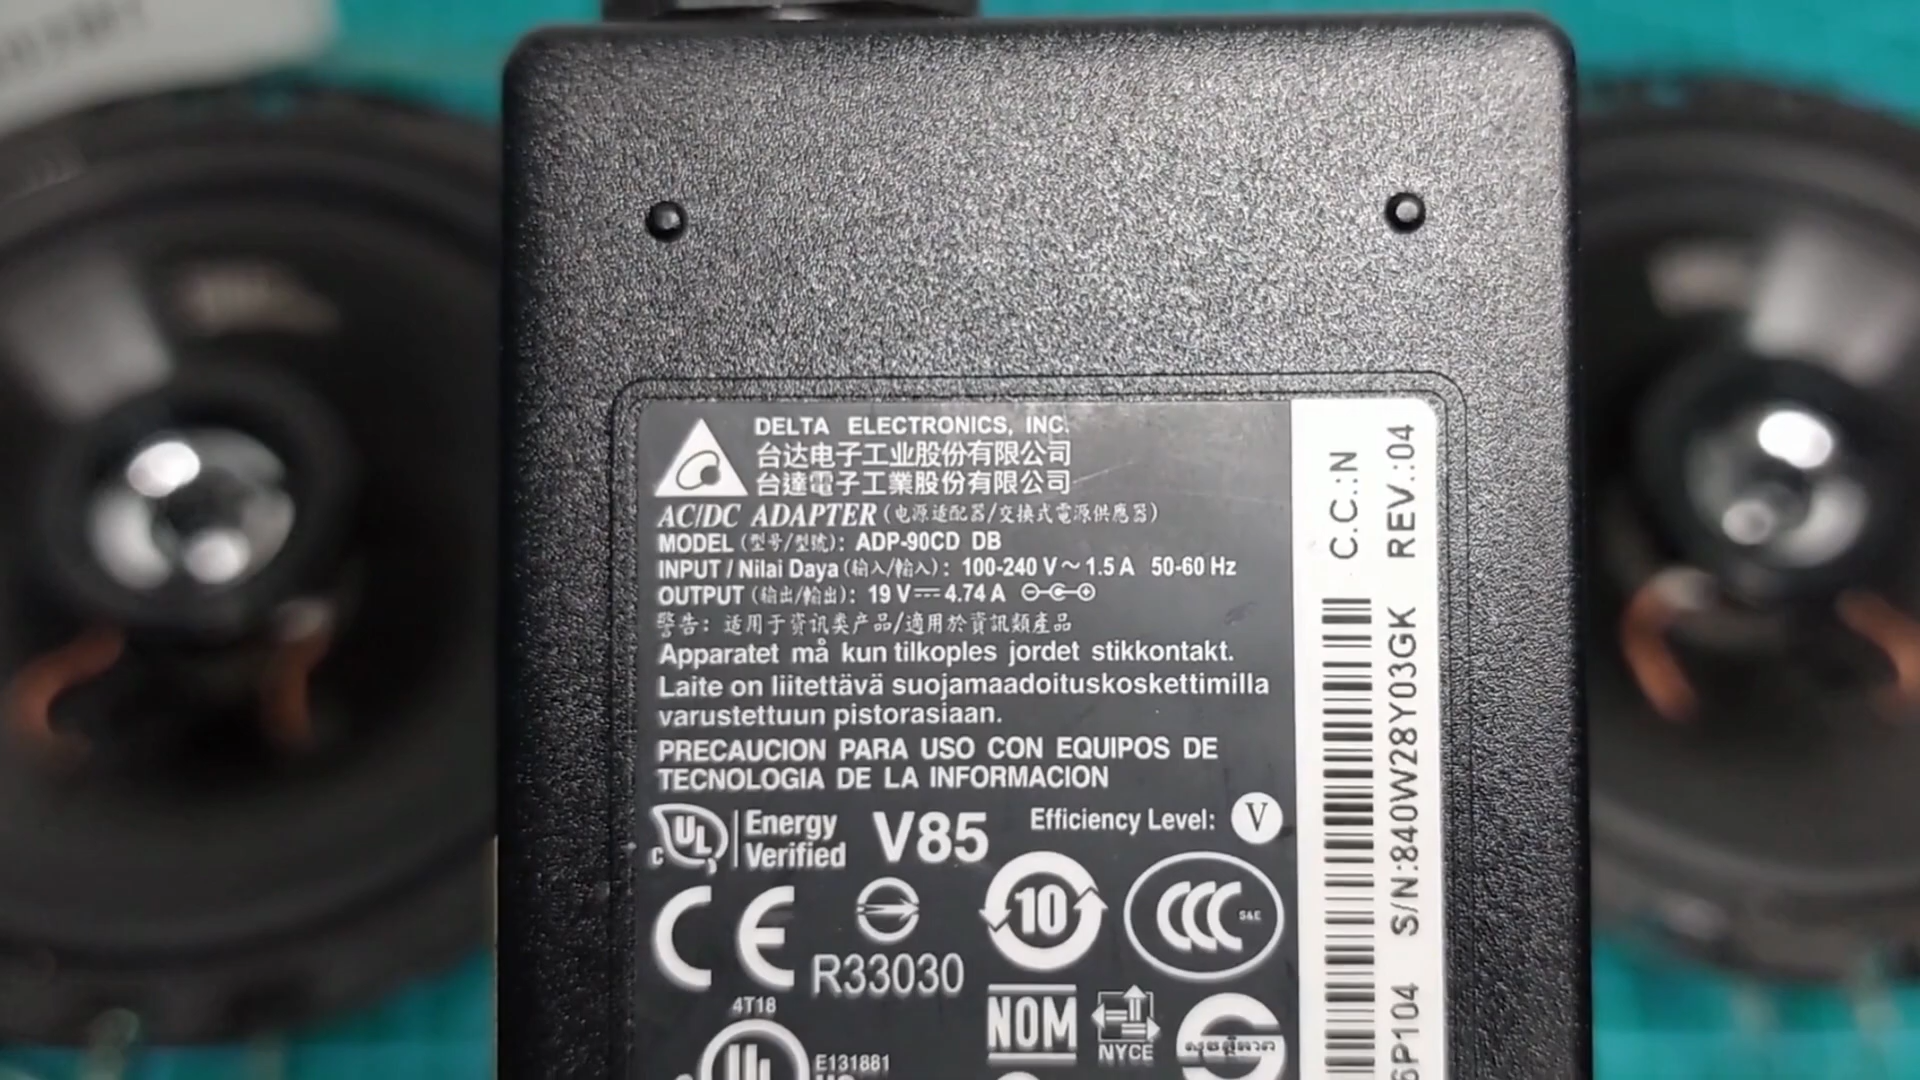 DELTA ELECTRONICS, INC.
台达电子工业股份有限公司
台達電子工業股份有限公司
AC/DC ADAPTER (电源适配器/交换式電源供應器)
MODEL (型号/型號): ADP-90CD DB
INPUT / Nilai Daya (输入/輸入): 100-240 V ~ 1.5 A 50-60 Hz
OUTPUT (输出/輸出): 19 V ⎓ 4.74 A
警告: 适用于资讯类产品/適用於資訊類產品
Apparatet må kun tilkoples jordet stikkontakt.
Laite on liitettävä suojamaadoituskoskettimilla
varustettuun pistorasiaan.
PRECAUCION PARA USO CON EQUIPOS DE
TECNOLOGIA DE LA INFORMACION
c UL Energy
Verified
V85
Efficiency Level: V
CE
R33030
10
CCC S&E
4T18
UL
E131881
NOM
NYCE
C.C.:N REV.:04
S/N:840W28Y03GK
6P104